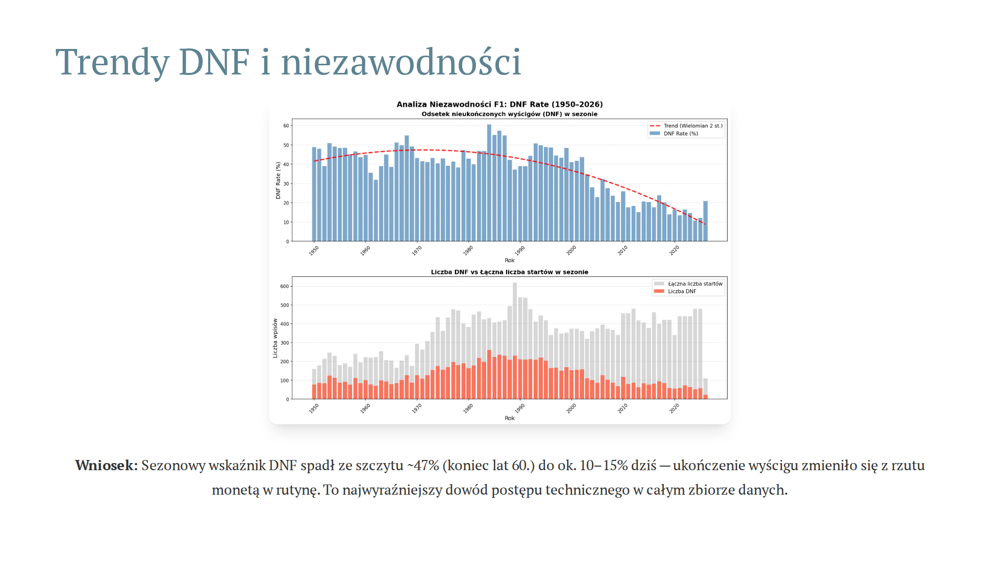 Trendy DNF i niezawodności
Analiza Niezawodności F1: DNF Rate (1950–2026)
Odsetek nieukończonych wyścigów (DNF) w sezonie
Trend (Wielomian 2 st.)
DNF Rate (%)
DNF Rate (%)
60
50
40
30
20
10
0
1950
1960
1970
1980
1990
2000
2010
2020
Rok
Liczba DNF vs Łączna liczba startów w sezonie
Łączna liczba startów
Liczba DNF
Liczba wpisów
600
500
400
300
200
100
0
1950
1960
1970
1980
1990
2000
2010
2020
Rok
Wniosek: Sezonowy wskaźnik DNF spadł ze szczytu ~47% (koniec lat 60.) do ok. 10–15% dziś — ukończenie wyścigu zmieniło się z rzutu
monetą w rutynę. To najwyraźniejszy dowód postępu technicznego w całym zbiorze danych.